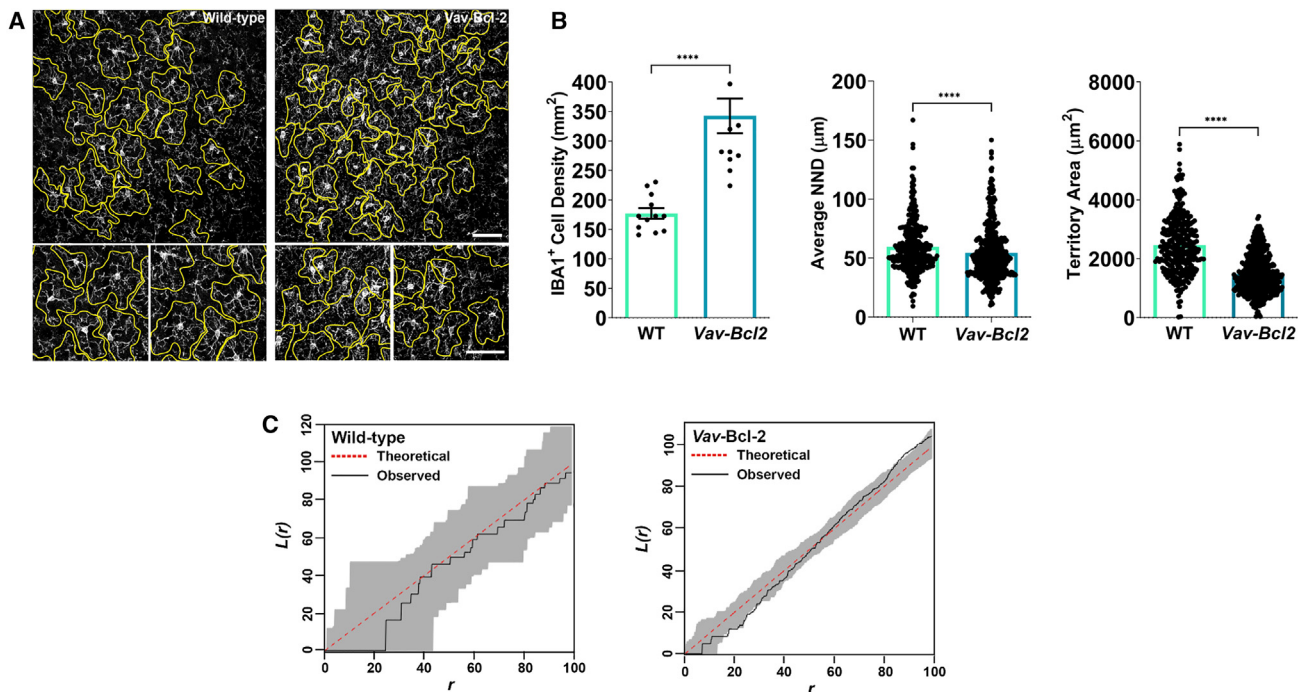 A
Wild-type
Vav-Bcl-2
B
IBA1⁺ Cell Density (mm²)
400
350
300
250
200
150
100
50
0
****
WT
Vav-Bcl2
Average NND (μm)
200
150
100
50
0
****
WT
Vav-Bcl2
Territory Area (μm²)
8000
6000
4000
2000
0
****
WT
Vav-Bcl2
C
Wild-type
Theoretical
Observed
L(r)
120
100
80
60
40
20
0
0 20 40 60 80 100
r
Vav-Bcl-2
Theoretical
Observed
L(r)
100
80
60
40
20
0
0 20 40 60 80 100
r